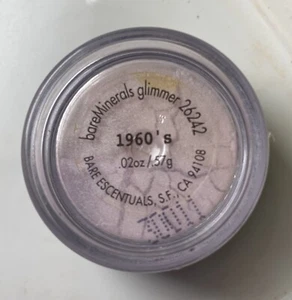 bareMinerals glimmer 26242
1960's
.02oz/.57g
BARE ESCENTUALS, S.F., CA 94108